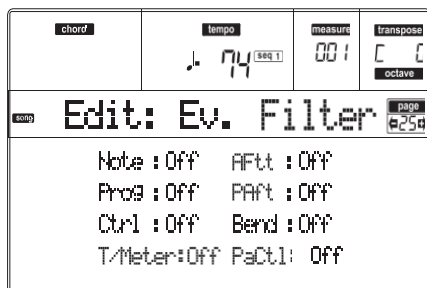 chord tempo measure transpose
♩. 74 seq 1 001 C C
octave
song Edit: Ev. Filter page
25
Note :Off AFtt :Off
Prog :Off PAft :Off
Ctrl :Off Bend :Off
T/Meter:Off PaCtl: Off